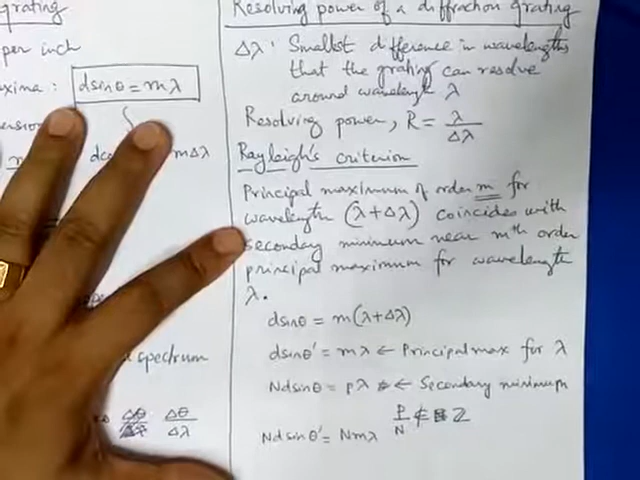 grating
per inch
xima : dsinθ = mλ
mΔλ
spectrum
Δθ/Δλ
Resolving power of a diffraction grating
Δλ : Smallest difference in wavelengths
that the grating can resolve
around wavelength λ
Resolving power, R = λ/Δλ
Rayleigh's criterion
Principal maximum of order m for
wavelength (λ+Δλ) coincides with
seconday minimum near mth order
principal maximum for wavelength
λ.
dsinθ = m(λ+Δλ)
dsinθ' = mλ ← Principal max for λ
Ndsinθ = pλ ← Secondary minimum
P/N ∉ Z
Ndsinθ' = Nmλ